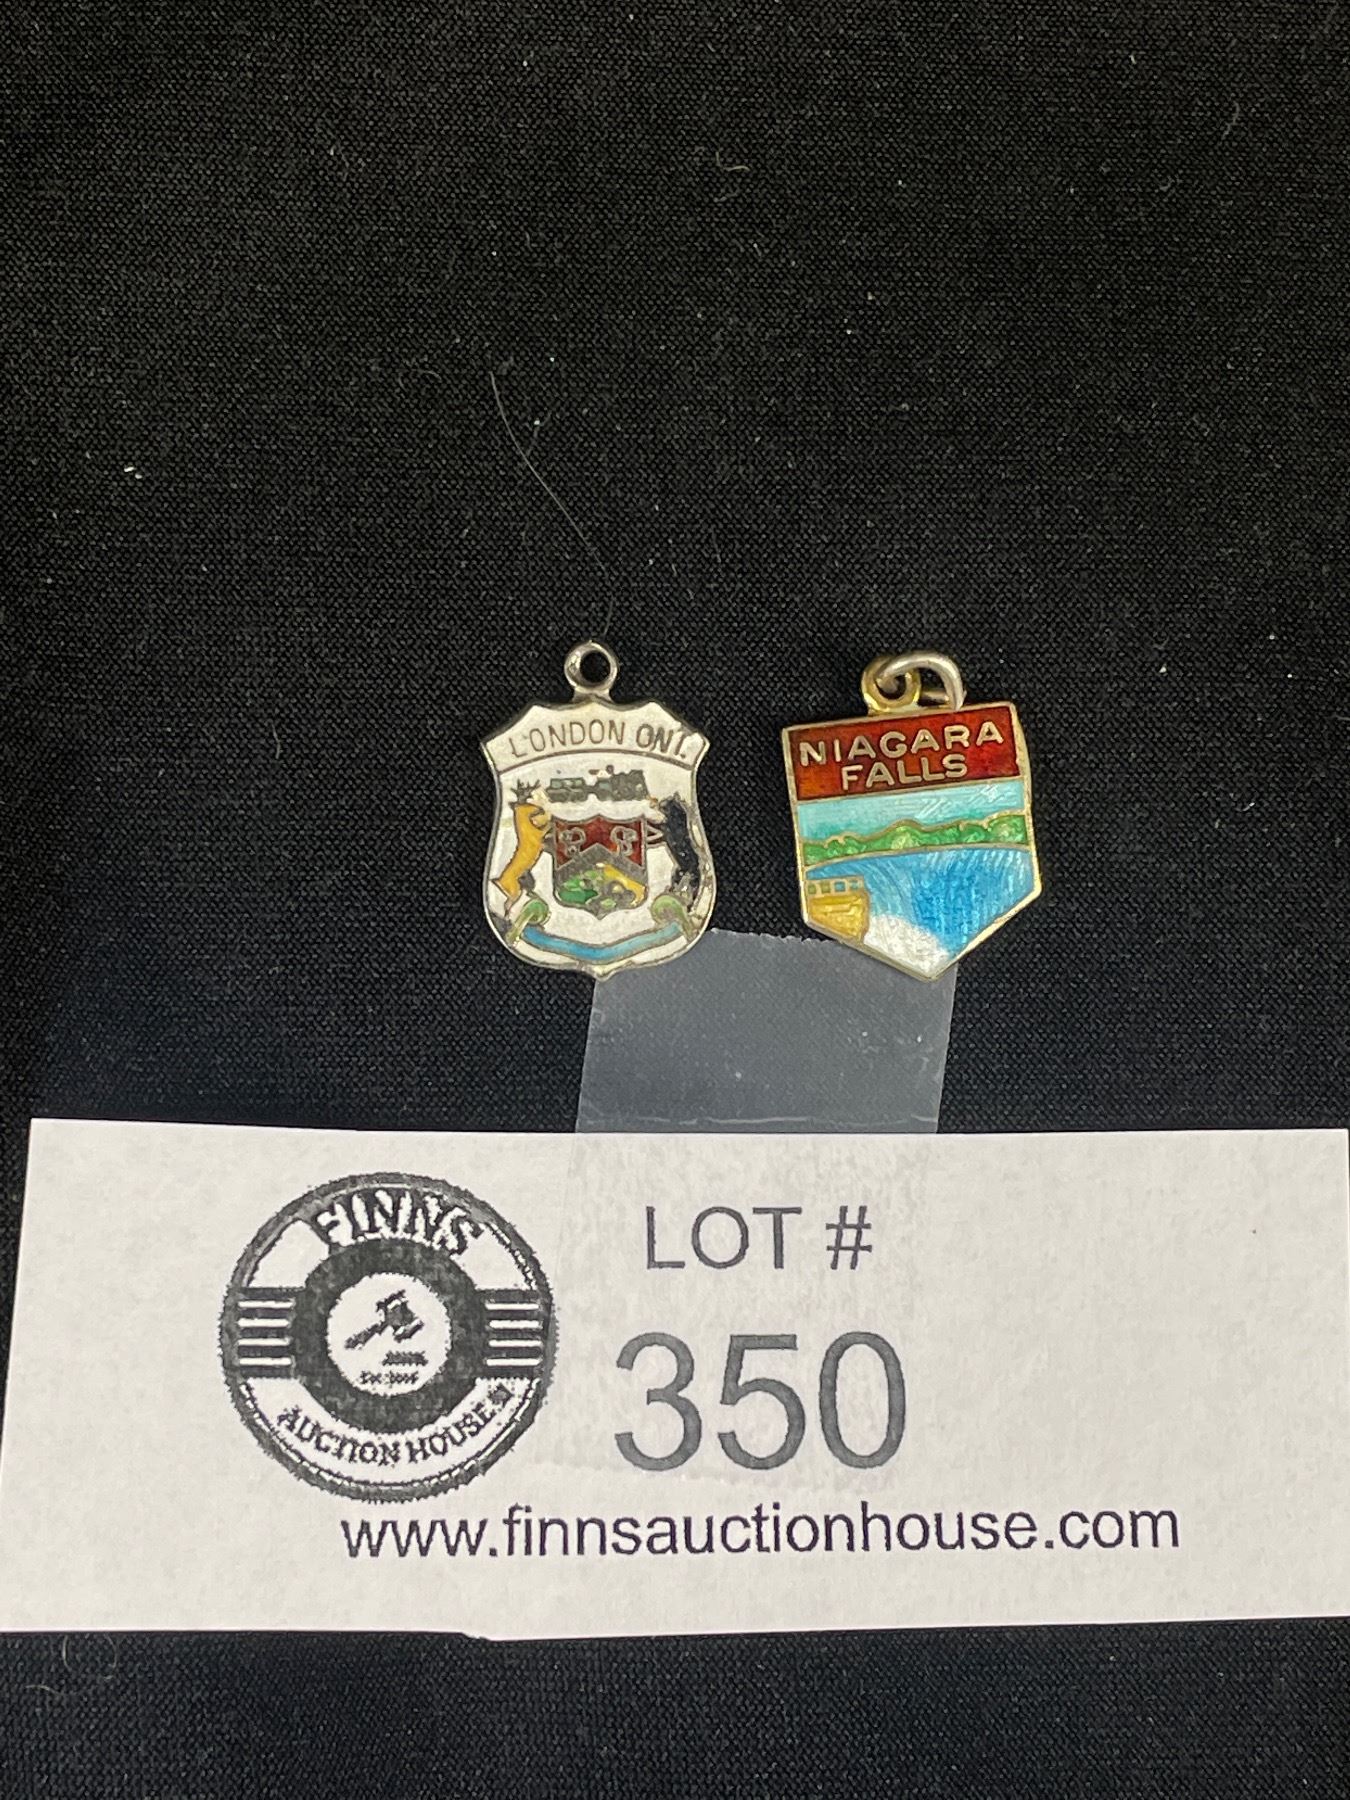 LONDON ONT.
NIAGARA
FALLS
FINNS
AUCTION HOUSE
LOT #
350
www.finnsauctionhouse.com